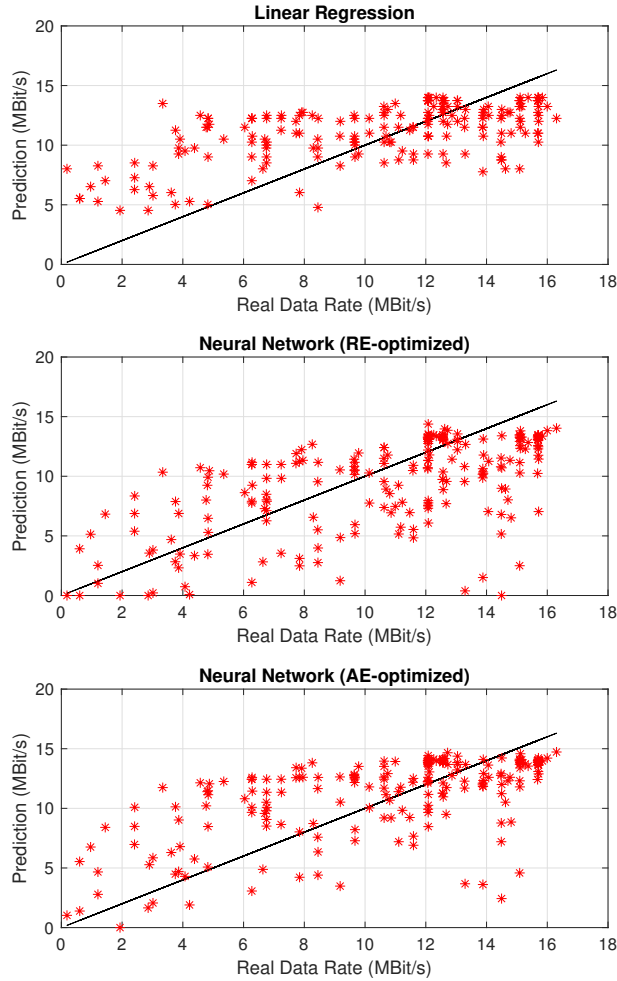 Linear Regression
20
15
10
5
0
Prediction (MBit/s)
0 2 4 6 8 10 12 14 16 18
Real Data Rate (MBit/s)
Neural Network (RE-optimized)
20
15
10
5
0
Prediction (MBit/s)
0 2 4 6 8 10 12 14 16 18
Real Data Rate (MBit/s)
Neural Network (AE-optimized)
20
15
10
5
0
Prediction (MBit/s)
0 2 4 6 8 10 12 14 16 18
Real Data Rate (MBit/s)